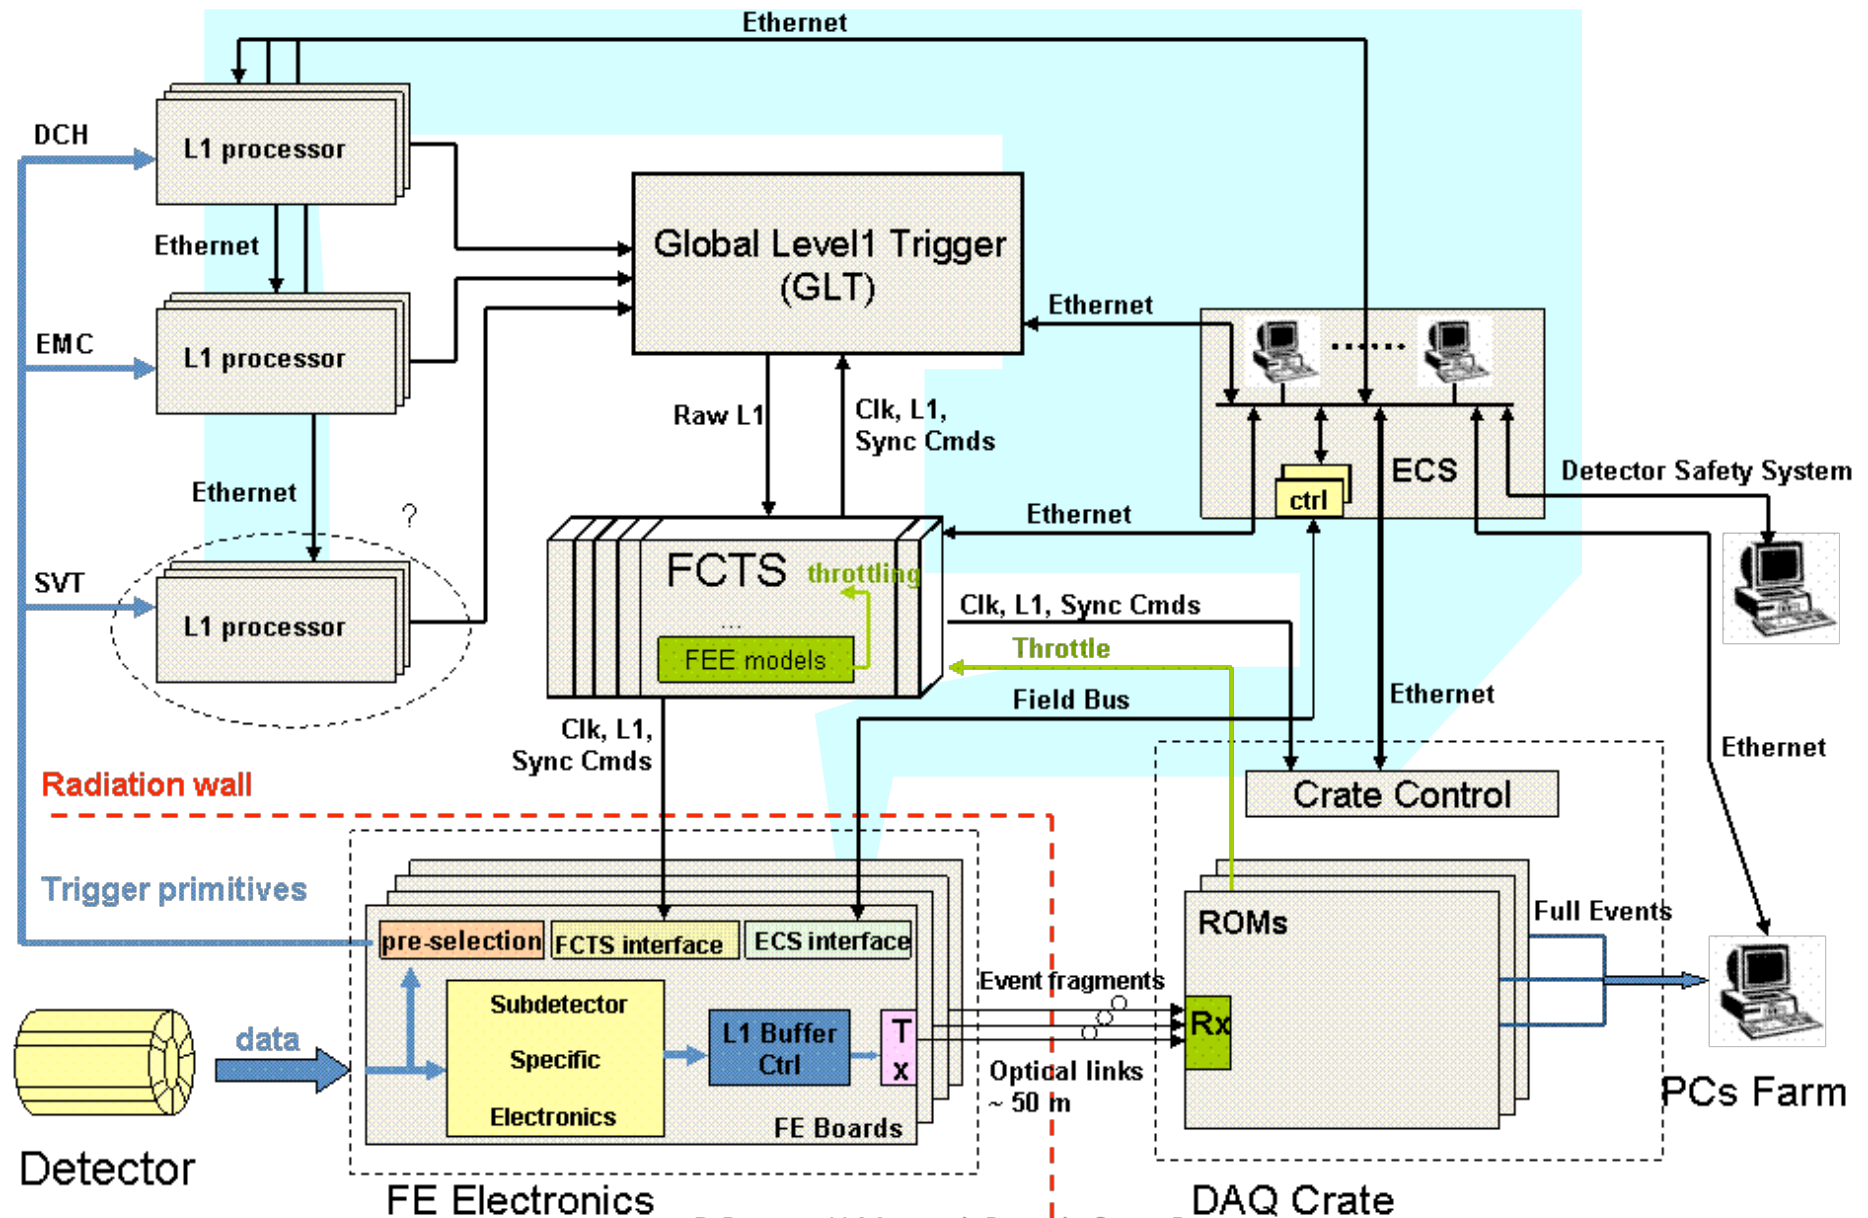 Ethernet
DCH
L1 processor
Ethernet
Global Level1 Trigger
(GLT)
Ethernet
EMC
L1 processor
Raw L1
Clk, L1,
Sync Cmds
ECS
ctrl
Detector Safety System
Ethernet
?
Ethernet
SVT
L1 processor
FCTS
throttling
...
FEE models
Clk, L1, Sync Cmds
Throttle
Field Bus
Ethernet
Clk, L1,
Sync Cmds
Ethernet
Radiation wall
Crate Control
Trigger primitives
pre-selection
FCTS interface
ECS interface
ROMs
Full Events
Subdetector
Specific
Electronics
L1 Buffer
Ctrl
T
x
Event fragments
Rx
data
Optical links
~ 50 m
FE Boards
PCs Farm
Detector
FE Electronics
DAQ Crate